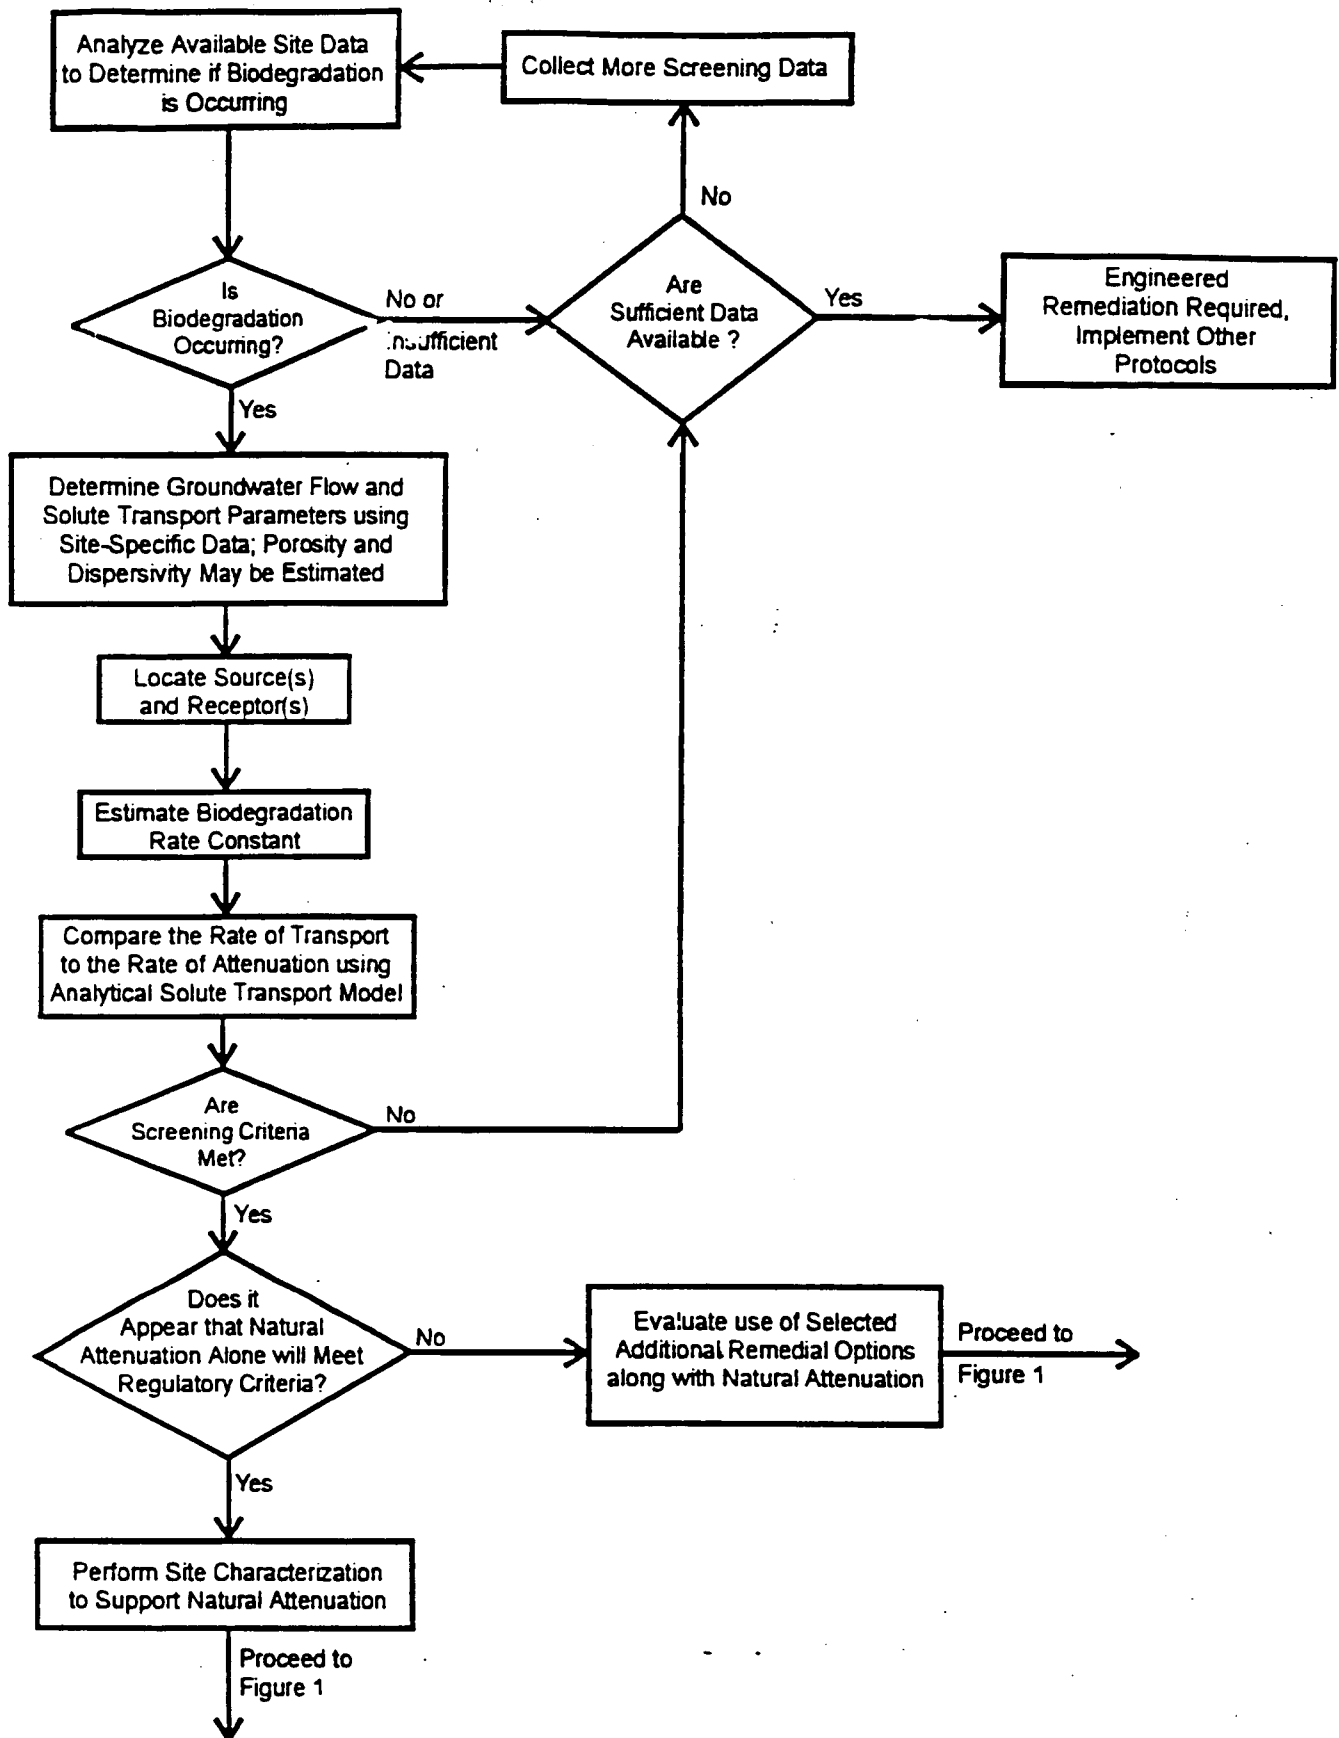 Analyze Available Site Data
to Determine if Biodegradation
is Occurring
Collect More Screening Data
No
Is
Biodegradation
Occurring?
No or
Insufficient
Data
Are
Sufficient Data
Available ?
Yes
Engineered
Remediation Required,
Implement Other
Protocols
Yes
Determine Groundwater Flow and
Solute Transport Parameters using
Site-Specific Data; Porosity and
Dispersivity May be Estimated
Locate Source(s)
and Receptor(s)
Estimate Biodegradation
Rate Constant
Compare the Rate of Transport
to the Rate of Attenuation using
Analytical Solute Transport Model
Are
Screening Criteria
Met?
No
Yes
Does it
Appear that Natural
Attenuation Alone will Meet
Regulatory Criteria?
No
Evaluate use of Selected
Additional Remedial Options
along with Natural Attenuation
Proceed to
Figure 1
Yes
Perform Site Characterization
to Support Natural Attenuation
Proceed to
Figure 1